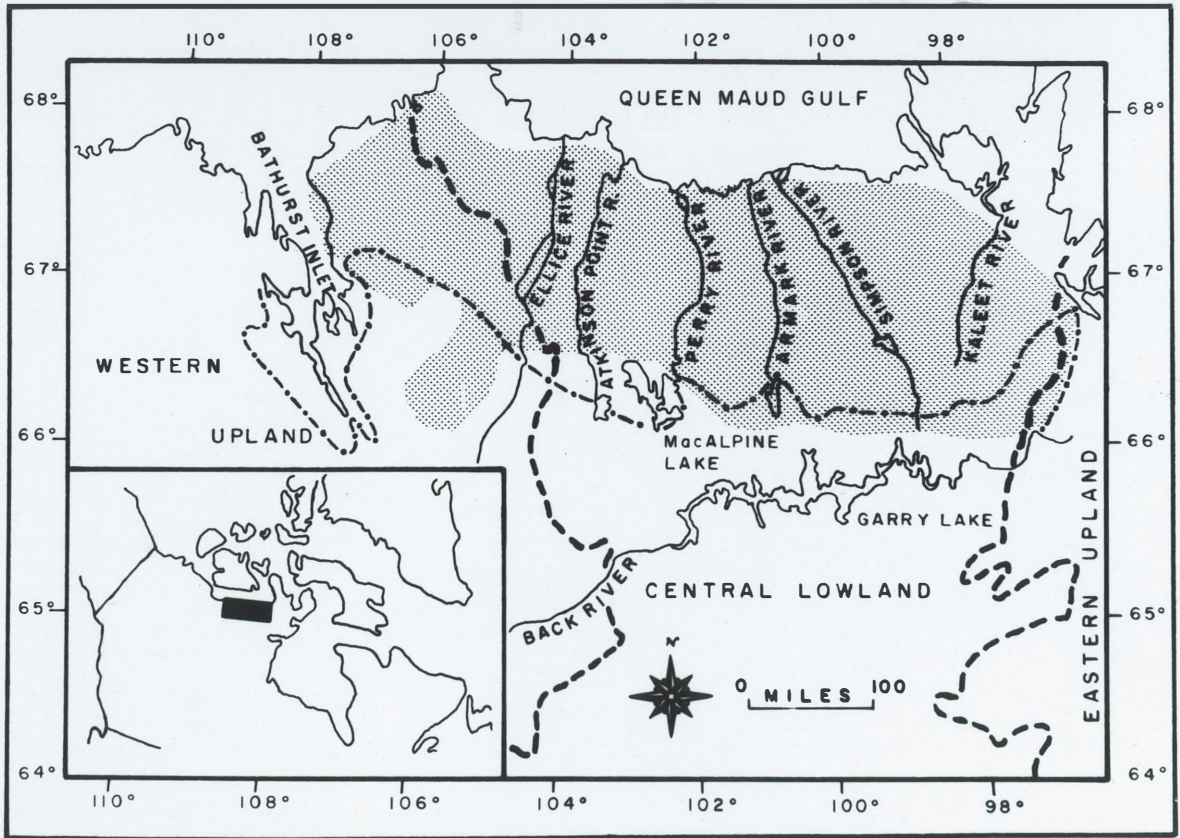 110° 108° 106° 104° 102° 100° 98°
68° 68°
QUEEN MAUD GULF
BATHURST INLET
ELLICE RIVER
ATKINSON POINT R.
PERRY RIVER
ARMARK RIVER
SIMPSON RIVER
KALEET RIVER
67° 67°
WESTERN
UPLAND
66° 66°
MacALPINE
LAKE
GARRY LAKE
EASTERN UPLAND
BACK RIVER
CENTRAL LOWLAND
65° 65°
N
0 MILES 100
64° 64°
110° 108° 106° 104° 102° 100° 98°